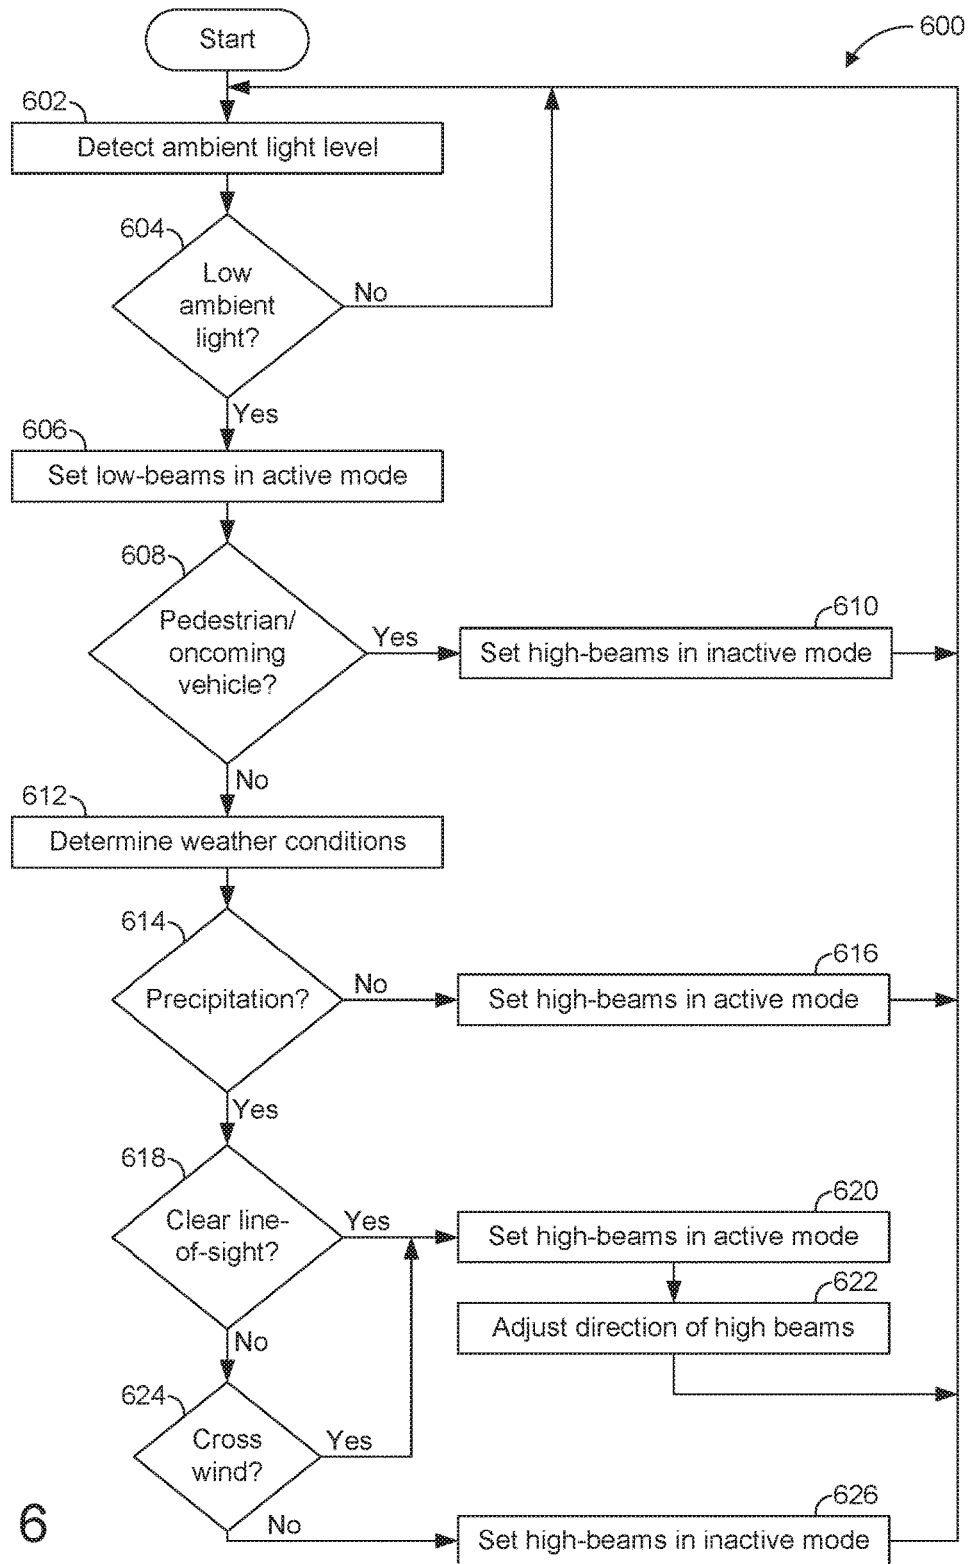 Start
600
602
Detect ambient light level
604
Low
ambient
light?
No
Yes
606
Set low-beams in active mode
608
Pedestrian/
oncoming
vehicle?
Yes
610
Set high-beams in inactive mode
No
612
Determine weather conditions
614
Precipitation?
No
616
Set high-beams in active mode
Yes
618
Clear line-
of-sight?
Yes
620
Set high-beams in active mode
622
Adjust direction of high beams
No
624
Cross
wind?
Yes
No
626
Set high-beams in inactive mode
6